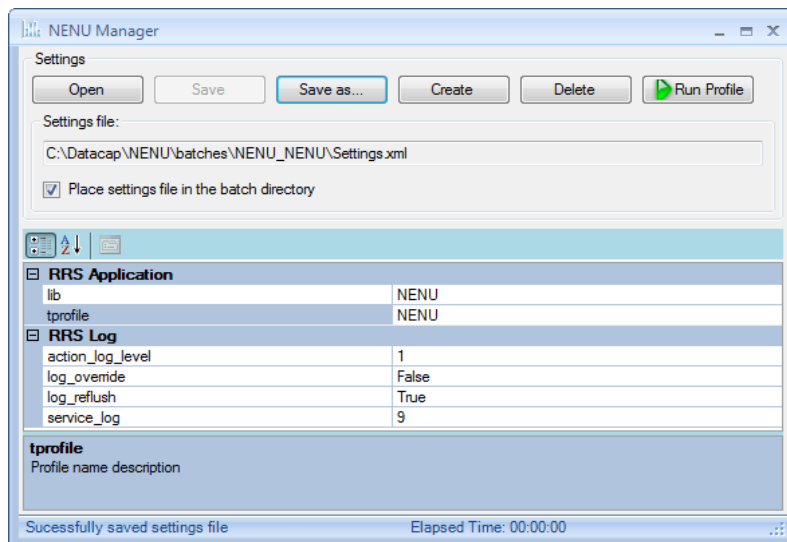 NENU Manager
Settings
Open Save Save as... Create Delete Run Profile
Settings file:
C:\Datacap\NENU\batches\NENU_NENU\Settings.xml
Place settings file in the batch directory
RRS Application
lib NENU
tprofile NENU
RRS Log
action_log_level 1
log_override False
log_reflush True
service_log 9
tprofile
Profile name description
Sucessfully saved settings file Elapsed Time: 00:00:00